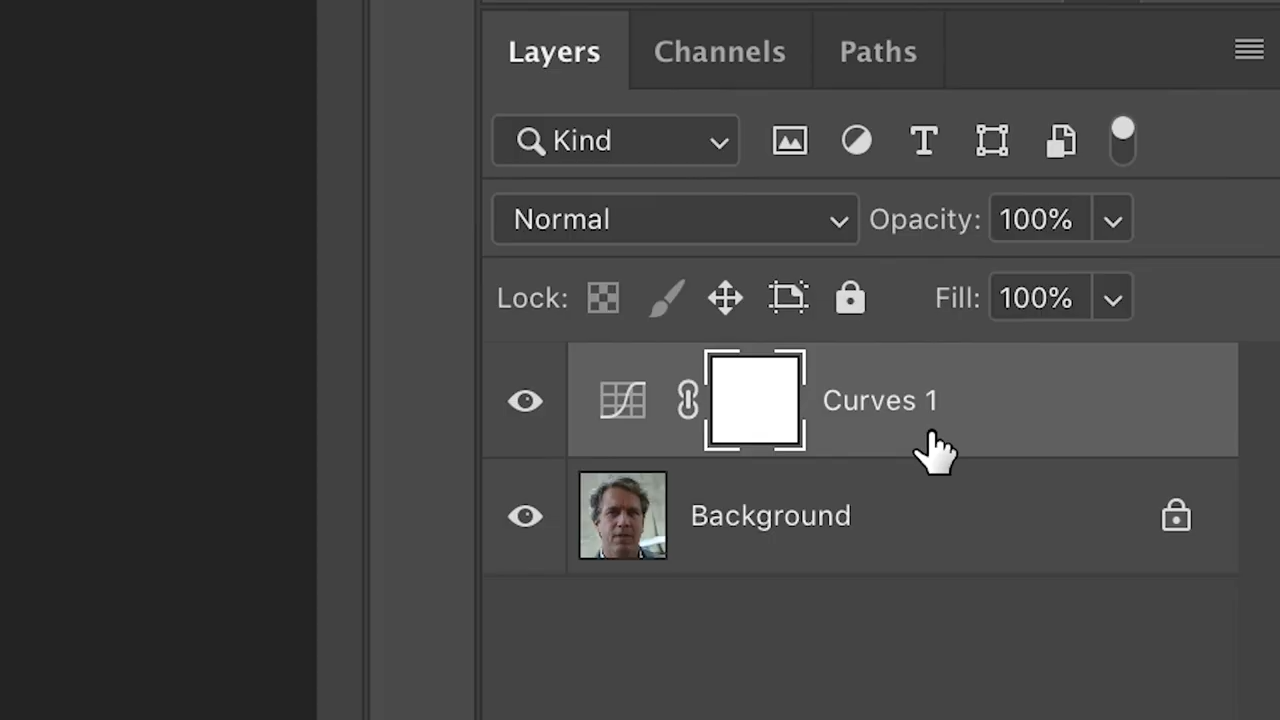 Layers Channels Paths
Kind
Normal Opacity: 100%
Lock: Fill: 100%
Curves 1
Background